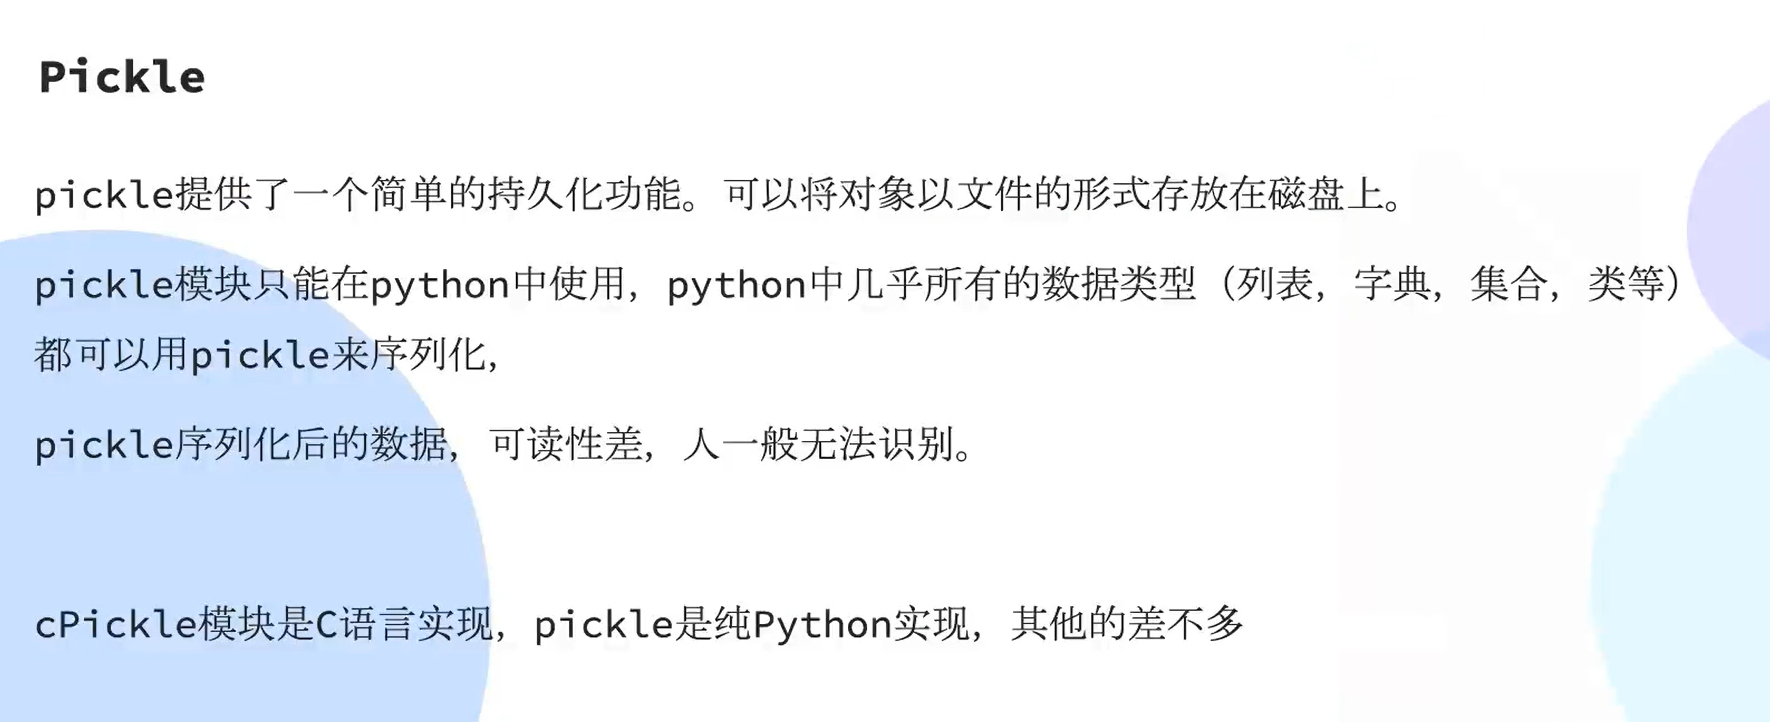 Pickle
pickle提供了一个简单的持久化功能。可以将对象以文件的形式存放在磁盘上。
pickle模块只能在python中使用，python中几乎所有的数据类型（列表，字典，集合，类等）
都可以用pickle来序列化，
pickle序列化后的数据，可读性差，人一般无法识别。
cPickle模块是C语言实现，pickle是纯Python实现，其他的差不多